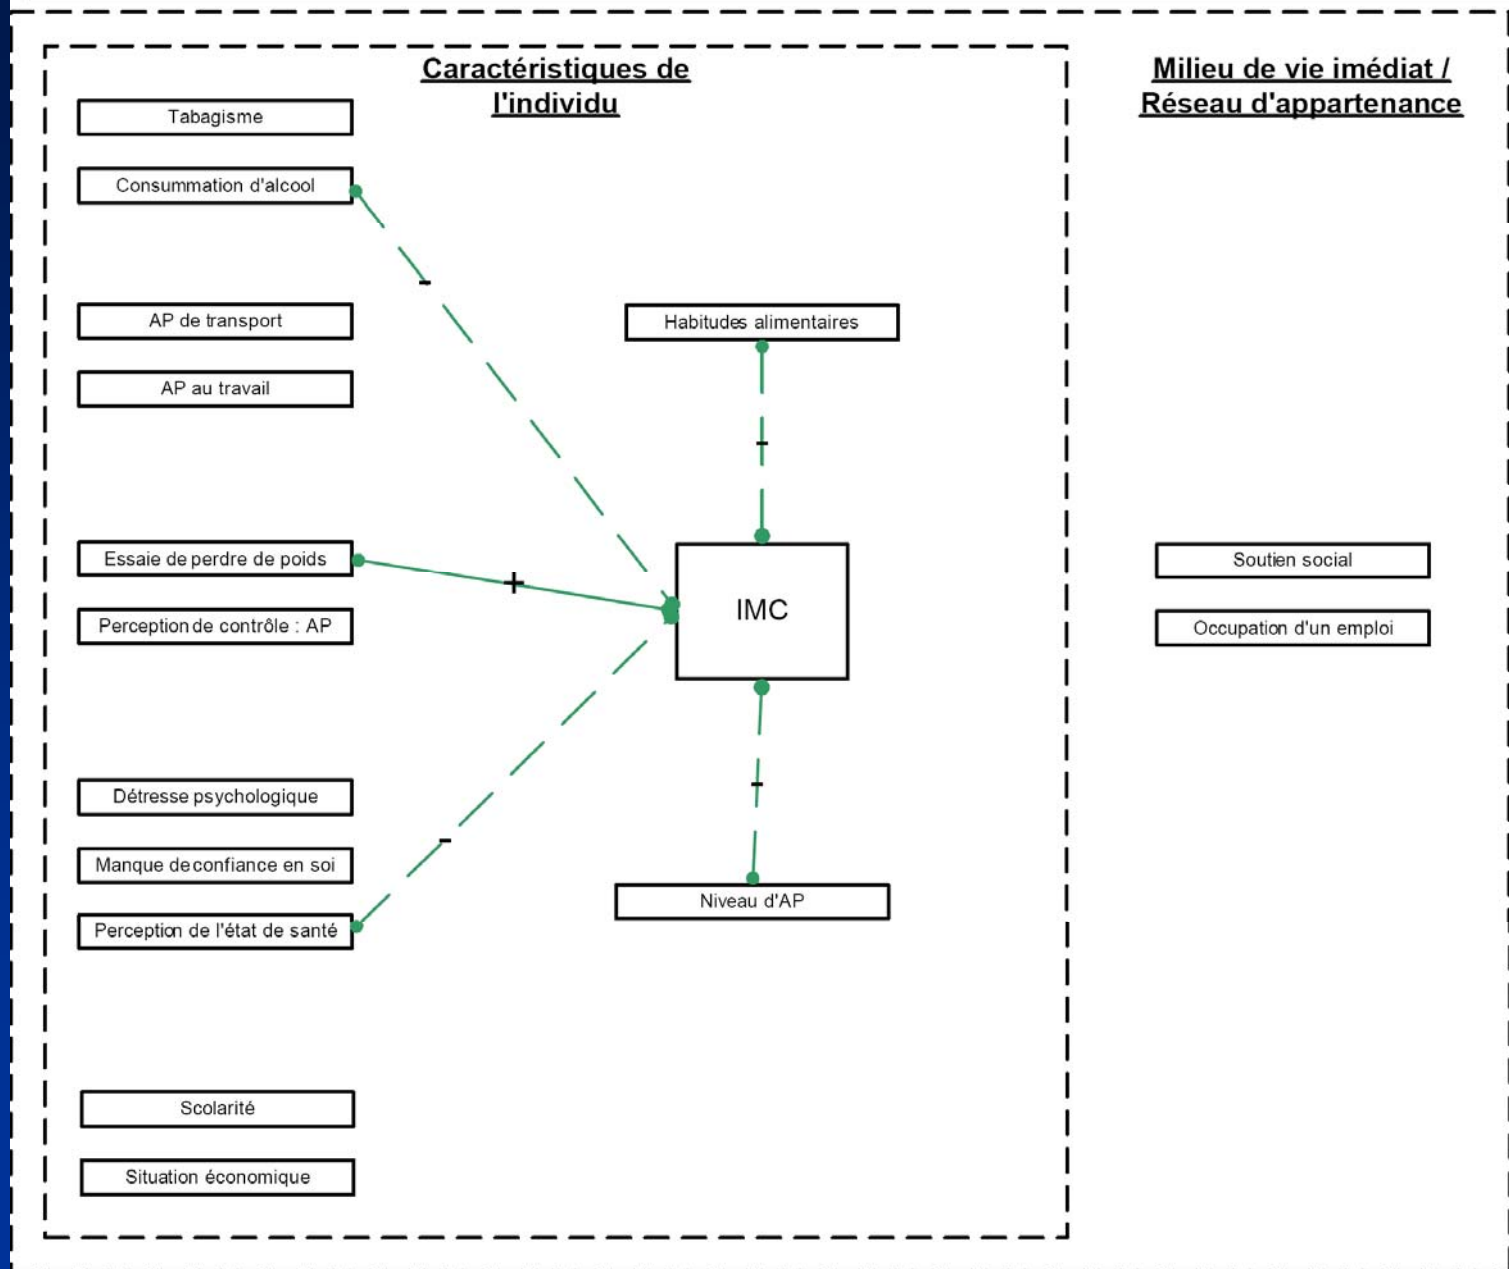 Caractéristiques de
l'individu
Milieu de vie imédiat /
Réseau d'appartenance
Tabagisme
Consummation d'alcool
-
AP de transport
Habitudes alimentaires
AP au travail
-
Essaie de perdre de poids
+
Perception de contrôle : AP
IMC
Soutien social
Occupation d'un emploi
Détresse psychologique
-
Manque de confiance en soi
-
Perception de l'état de santé
Niveau d'AP
Scolarité
Situation économique